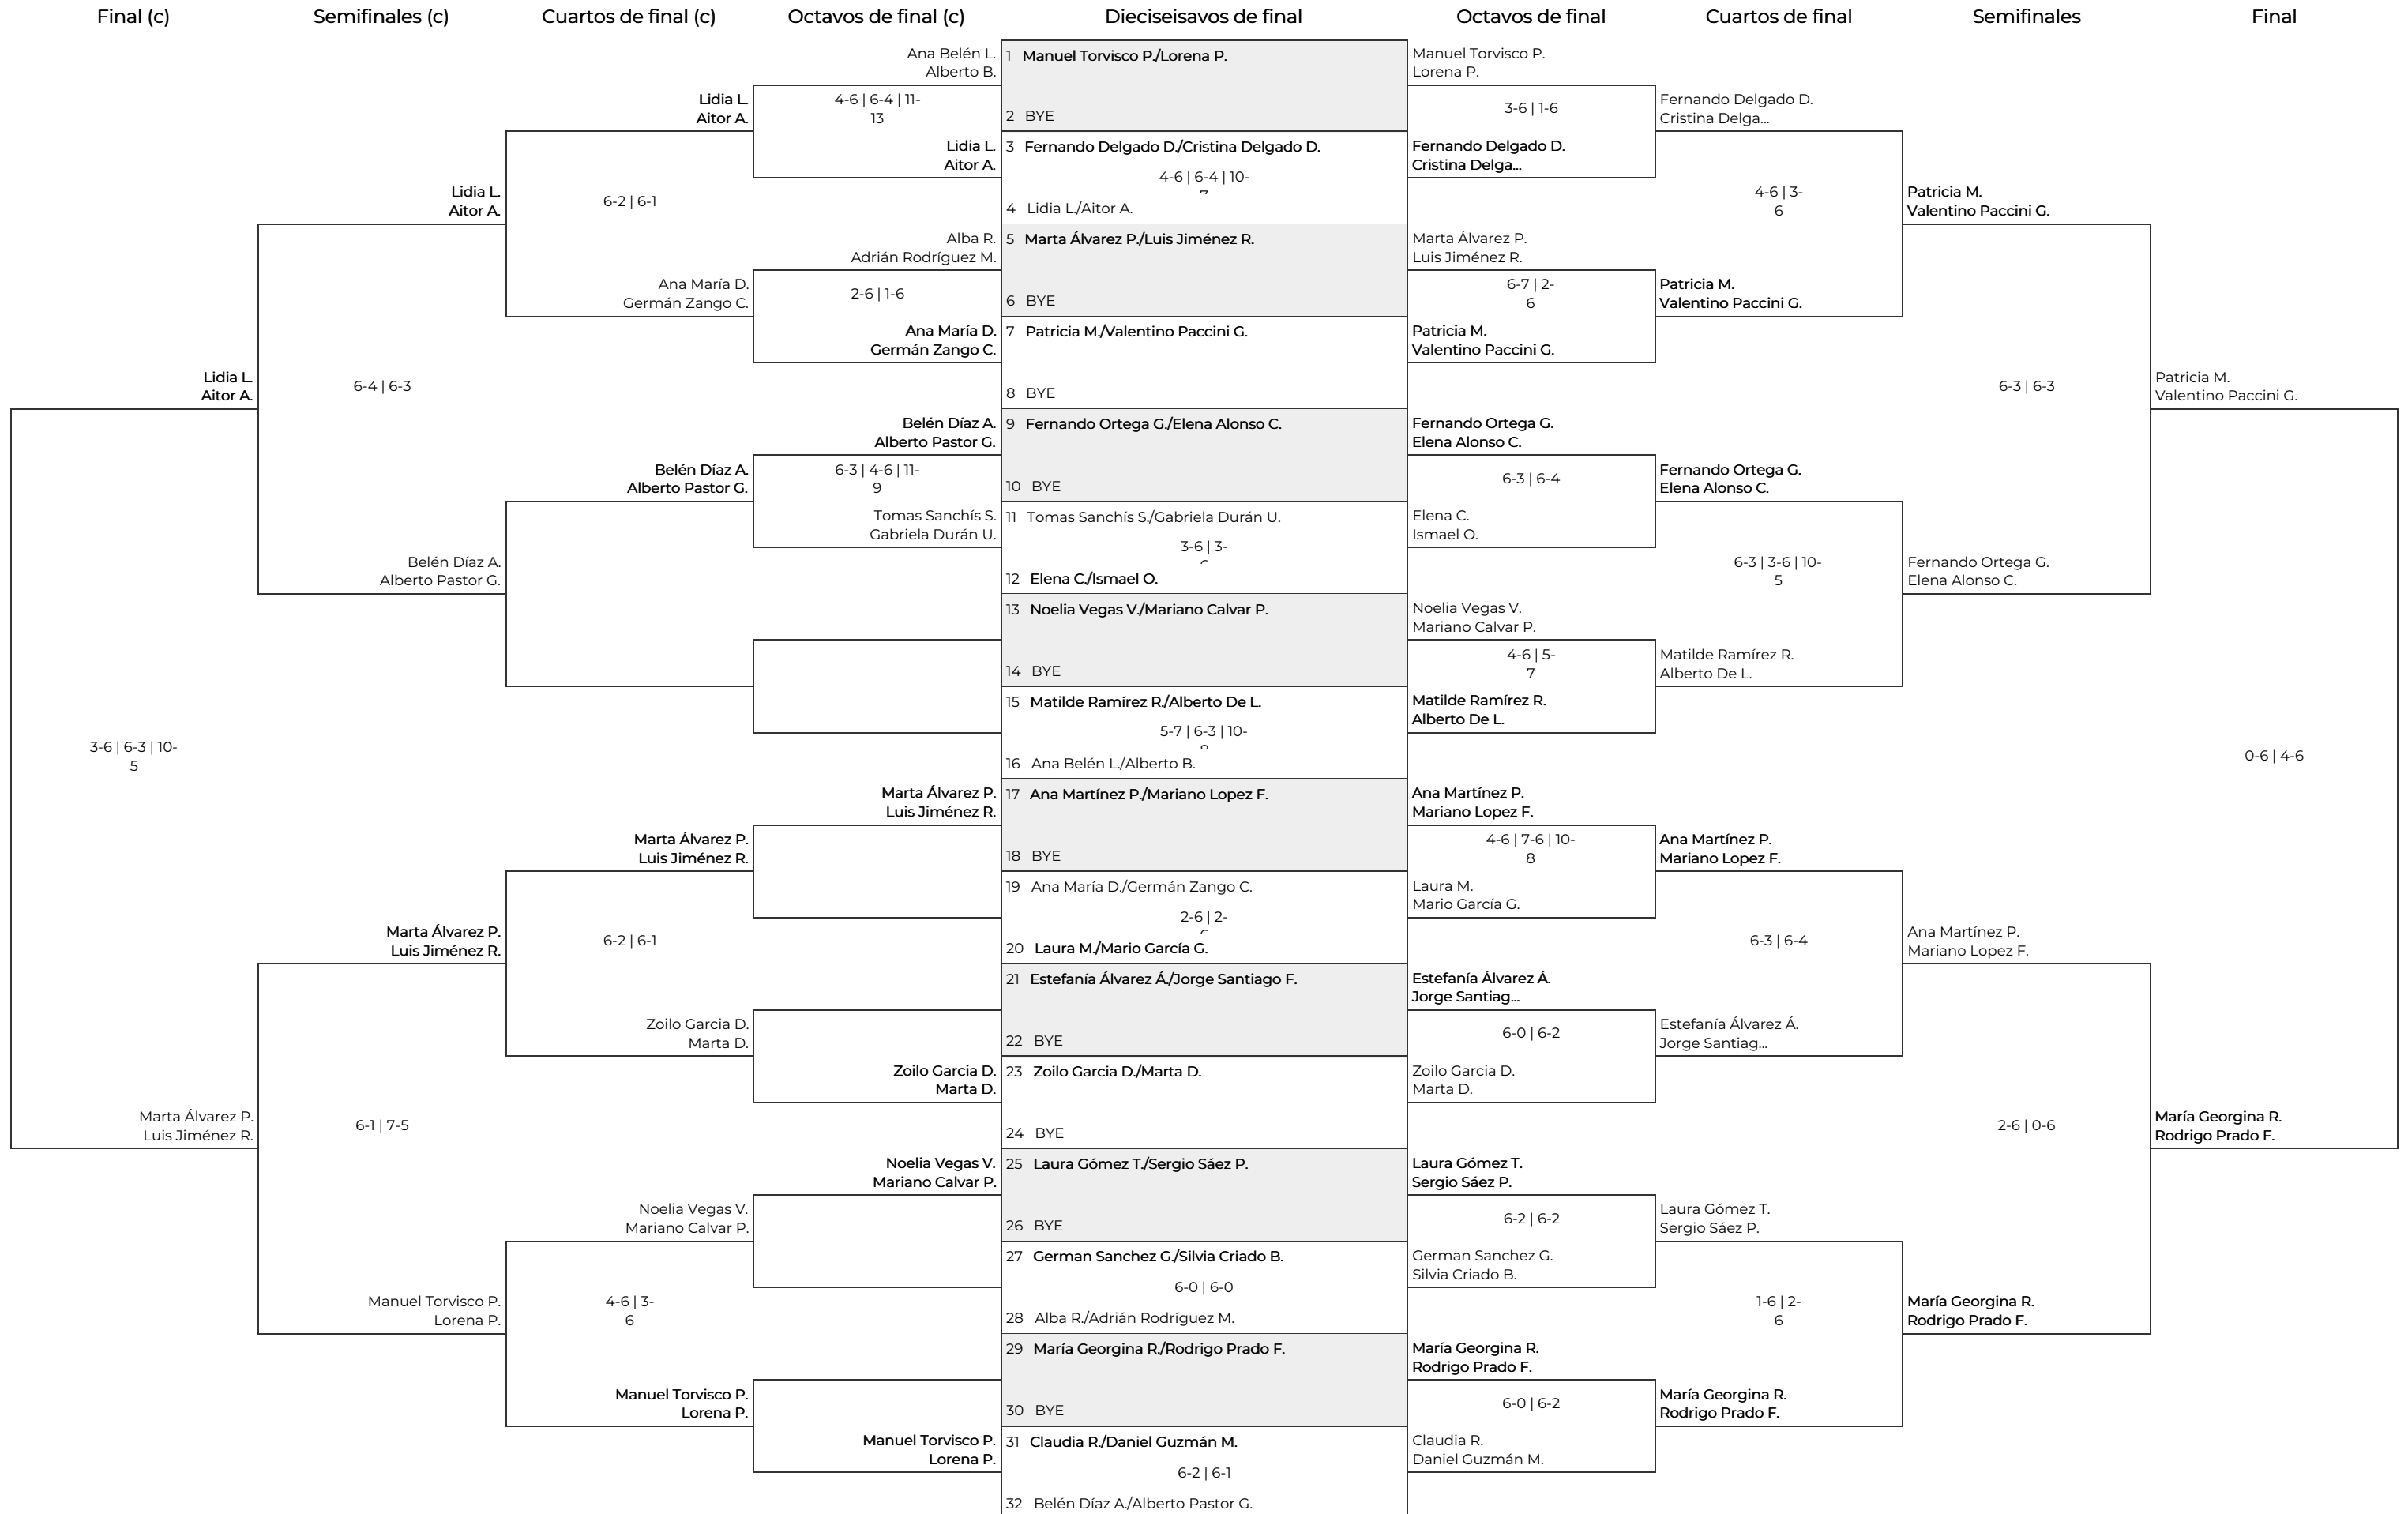 Final (c)
Semifinales (c)
Cuartos de final (c)
Octavos de final (c)
Dieciseisavos de final
Octavos de final
Cuartos de final
Semifinales
Final
Lidia L.
Aitor A.
3-6 | 6-3 | 10-
5
Marta Álvarez P.
Luis Jiménez R.
Lidia L.
Aitor A.
6-4 | 6-3
Belén Díaz A.
Alberto Pastor G.
Marta Álvarez P.
Luis Jiménez R.
6-1 | 7-5
Manuel Torvisco P.
Lorena P.
Lidia L.
Aitor A.
6-2 | 6-1
Ana María D.
Germán Zango C.
Belén Díaz A.
Alberto Pastor G.
Marta Álvarez P.
Luis Jiménez R.
6-2 | 6-1
Zoilo Garcia D.
Marta D.
Noelia Vegas V.
Mariano Calvar P.
4-6 | 3-
6
Manuel Torvisco P.
Lorena P.
Ana Belén L.
Alberto B.
4-6 | 6-4 | 11-
13
Lidia L.
Aitor A.
Alba R.
Adrián Rodríguez M.
2-6 | 1-6
Ana María D.
Germán Zango C.
Belén Díaz A.
Alberto Pastor G.
6-3 | 4-6 | 11-
9
Tomas Sanchís S.
Gabriela Durán U.
Marta Álvarez P.
Luis Jiménez R.
Zoilo Garcia D.
Marta D.
Noelia Vegas V.
Mariano Calvar P.
Manuel Torvisco P.
Lorena P.
1 Manuel Torvisco P./Lorena P.
2 BYE
3 Fernando Delgado D./Cristina Delgado D.
4-6 | 6-4 | 10-
4 Lidia L./Aitor A.
5 Marta Álvarez P./Luis Jiménez R.
6 BYE
7 Patricia M./Valentino Paccini G.
8 BYE
9 Fernando Ortega G./Elena Alonso C.
10 BYE
11 Tomas Sanchís S./Gabriela Durán U.
3-6 | 3-
12 Elena C./Ismael O.
13 Noelia Vegas V./Mariano Calvar P.
14 BYE
15 Matilde Ramírez R./Alberto De L.
5-7 | 6-3 | 10-
16 Ana Belén L./Alberto B.
17 Ana Martínez P./Mariano Lopez F.
18 BYE
19 Ana María D./Germán Zango C.
2-6 | 2-
20 Laura M./Mario García G.
21 Estefanía Álvarez Á./Jorge Santiago F.
22 BYE
23 Zoilo Garcia D./Marta D.
24 BYE
25 Laura Gómez T./Sergio Sáez P.
26 BYE
27 German Sanchez G./Silvia Criado B.
6-0 | 6-0
28 Alba R./Adrián Rodríguez M.
29 María Georgina R./Rodrigo Prado F.
30 BYE
31 Claudia R./Daniel Guzmán M.
6-2 | 6-1
32 Belén Díaz A./Alberto Pastor G.
Manuel Torvisco P.
Lorena P.
3-6 | 1-6
Fernando Delgado D.
Cristina Delga...
Marta Álvarez P.
Luis Jiménez R.
6-7 | 2-
6
Patricia M.
Valentino Paccini G.
Fernando Ortega G.
Elena Alonso C.
6-3 | 6-4
Elena C.
Ismael O.
Noelia Vegas V.
Mariano Calvar P.
4-6 | 5-
7
Matilde Ramírez R.
Alberto De L.
Ana Martínez P.
Mariano Lopez F.
4-6 | 7-6 | 10-
8
Laura M.
Mario García G.
Estefanía Álvarez Á.
Jorge Santiag...
6-0 | 6-2
Zoilo Garcia D.
Marta D.
Laura Gómez T.
Sergio Sáez P.
6-2 | 6-2
German Sanchez G.
Silvia Criado B.
María Georgina R.
Rodrigo Prado F.
6-0 | 6-2
Claudia R.
Daniel Guzmán M.
Fernando Delgado D.
Cristina Delga...
4-6 | 3-
6
Patricia M.
Valentino Paccini G.
Fernando Ortega G.
Elena Alonso C.
6-3 | 3-6 | 10-
5
Matilde Ramírez R.
Alberto De L.
Ana Martínez P.
Mariano Lopez F.
6-3 | 6-4
Estefanía Álvarez Á.
Jorge Santiag...
Laura Gómez T.
Sergio Sáez P.
1-6 | 2-
6
María Georgina R.
Rodrigo Prado F.
Patricia M.
Valentino Paccini G.
6-3 | 6-3
Fernando Ortega G.
Elena Alonso C.
Ana Martínez P.
Mariano Lopez F.
2-6 | 0-6
María Georgina R.
Rodrigo Prado F.
Patricia M.
Valentino Paccini G.
0-6 | 4-6
María Georgina R.
Rodrigo Prado F.